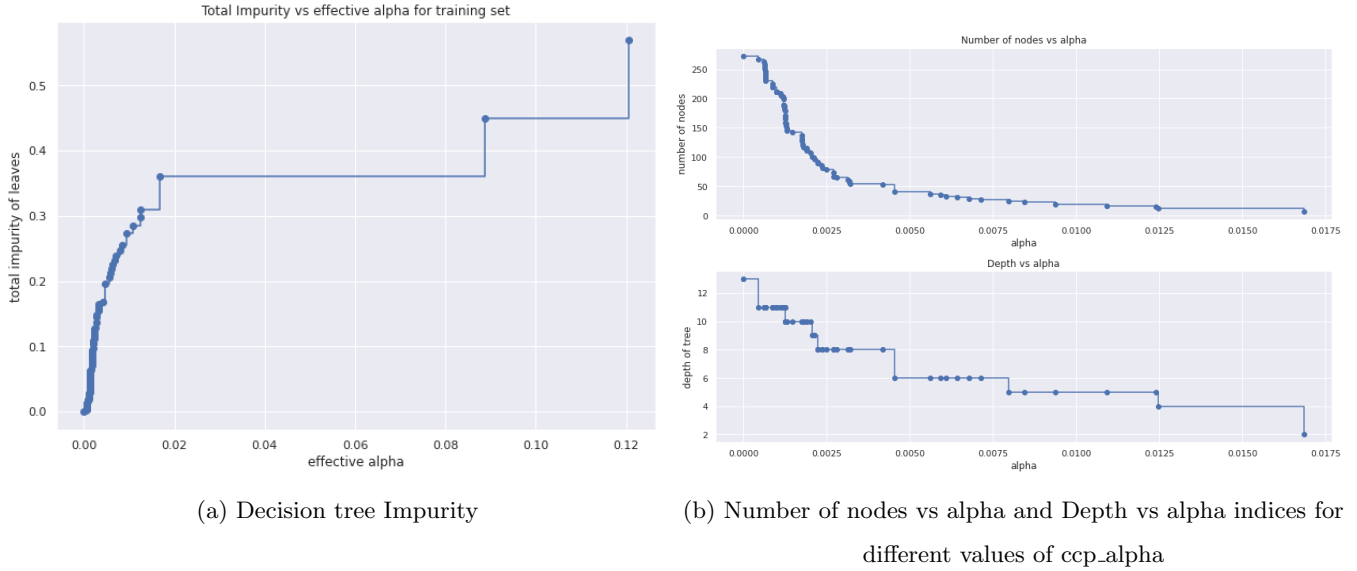 Total Impurity vs effective alpha for training set
total impurity of leaves
0.5
0.4
0.3
0.2
0.1
0.0
0.00 0.02 0.04 0.06 0.08 0.10 0.12
effective alpha
(a) Decision tree Impurity
Number of nodes vs alpha
number of nodes
250
200
150
100
50
0
0.0000 0.0025 0.0050 0.0075 0.0100 0.0125 0.0150 0.0175
alpha
Depth vs alpha
depth of tree
12
10
8
6
4
2
0.0000 0.0025 0.0050 0.0075 0.0100 0.0125 0.0150 0.0175
alpha
(b) Number of nodes vs alpha and Depth vs alpha indices for
different values of ccp_alpha